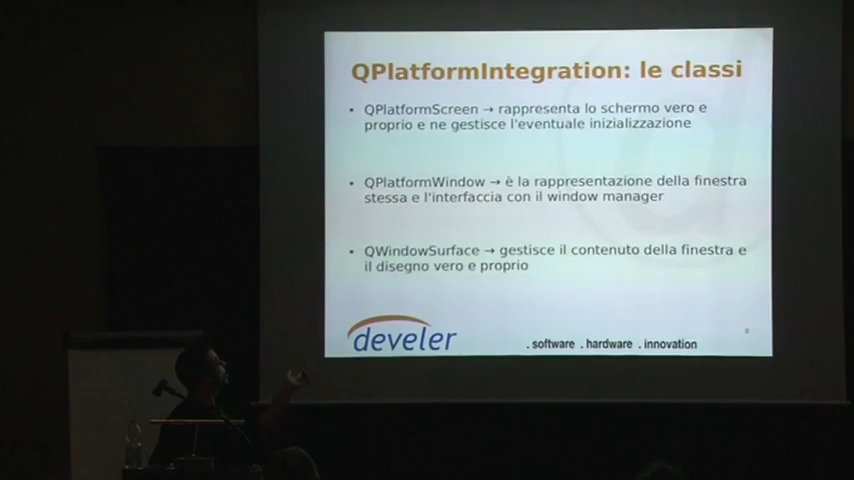 QPlatformIntegration: le classi
• QPlatformScreen → rappresenta lo schermo vero e
proprio e ne gestisce l'eventuale inizializzazione
• QPlatformWindow → è la rappresentazione della finestra
stessa e l'interfaccia con il window manager
• QWindowSurface → gestisce il contenuto della finestra e
il disegno vero e proprio
develer
. software . hardware . innovation